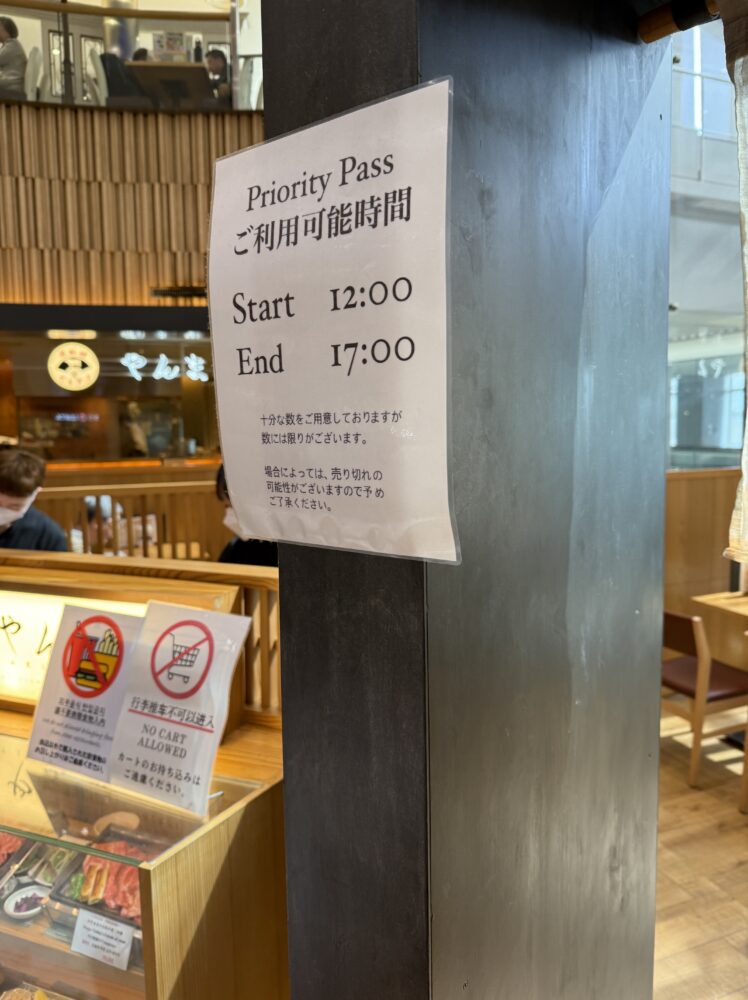 Priority Pass
ご利用可能時間
Start 12:00
End 17:00
十分な数をご用意しておりますが
数には限りがございます。
場合によっては、売り切れの
可能性がございますので予め
ご了承ください。
やん
行李推车不可以进入
NO CART
ALLOWED
カートのお持ち込みは
ご遠慮ください。